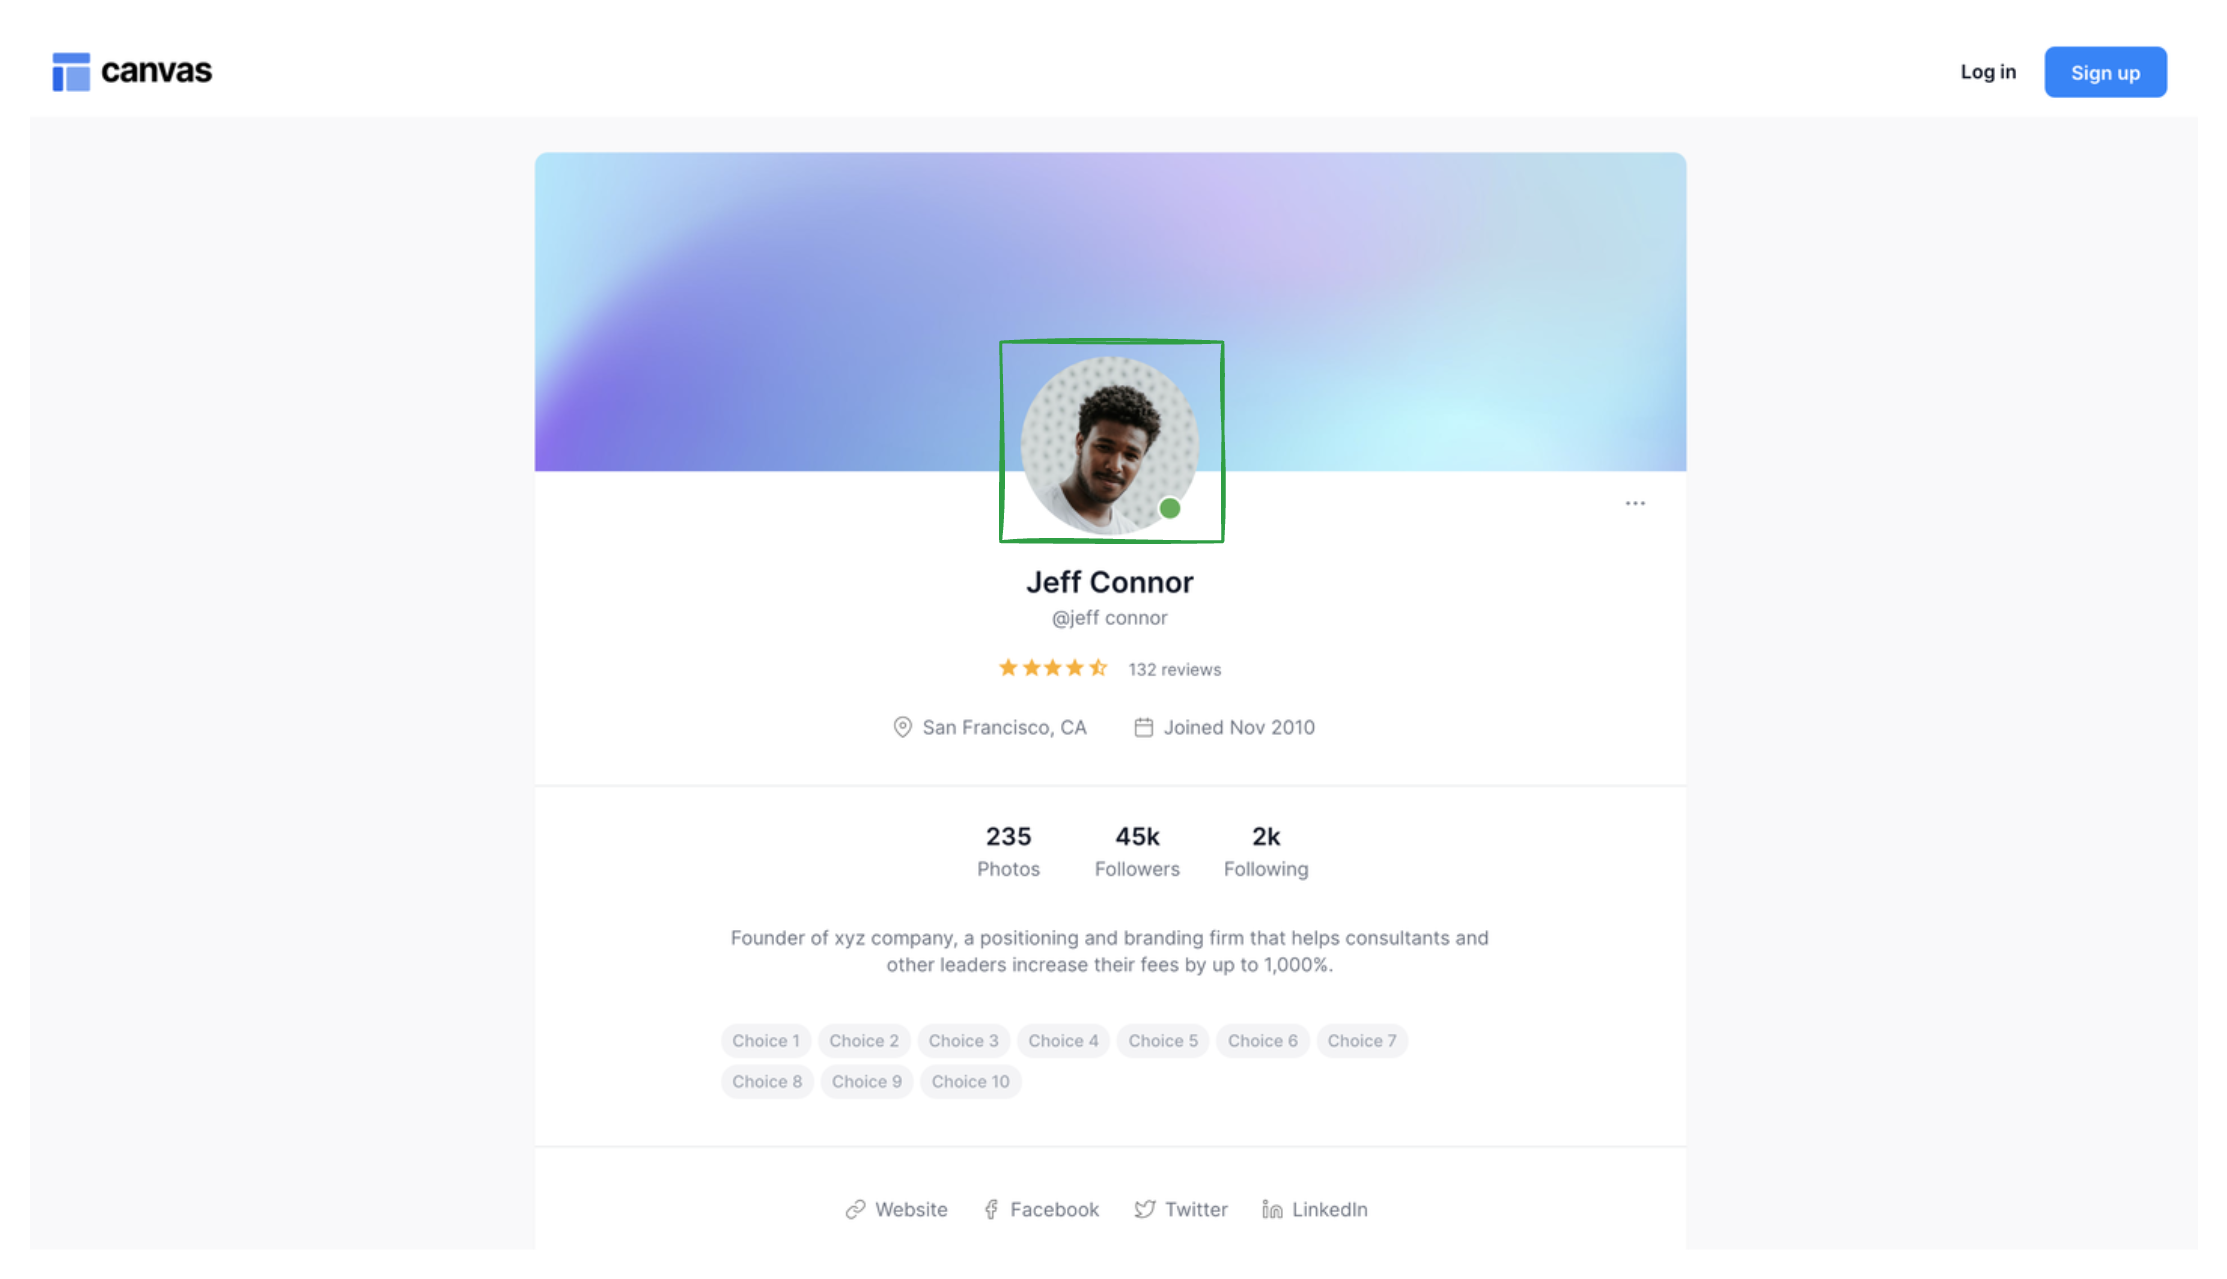 canvas
Log in
Sign up
Jeff Connor
@jeff connor
132 reviews
San Francisco, CA
Joined Nov 2010
235
45k
2k
Photos
Followers
Following
Founder of xyz company, a positioning and branding firm that helps consultants and
other leaders increase their fees by up to 1,000%.
Choice 1
Choice 2
Choice 3
Choice 4
Choice 5
Choice 6
Choice 7
Choice 8
Choice 9
Choice 10
Website
Facebook
Twitter
LinkedIn